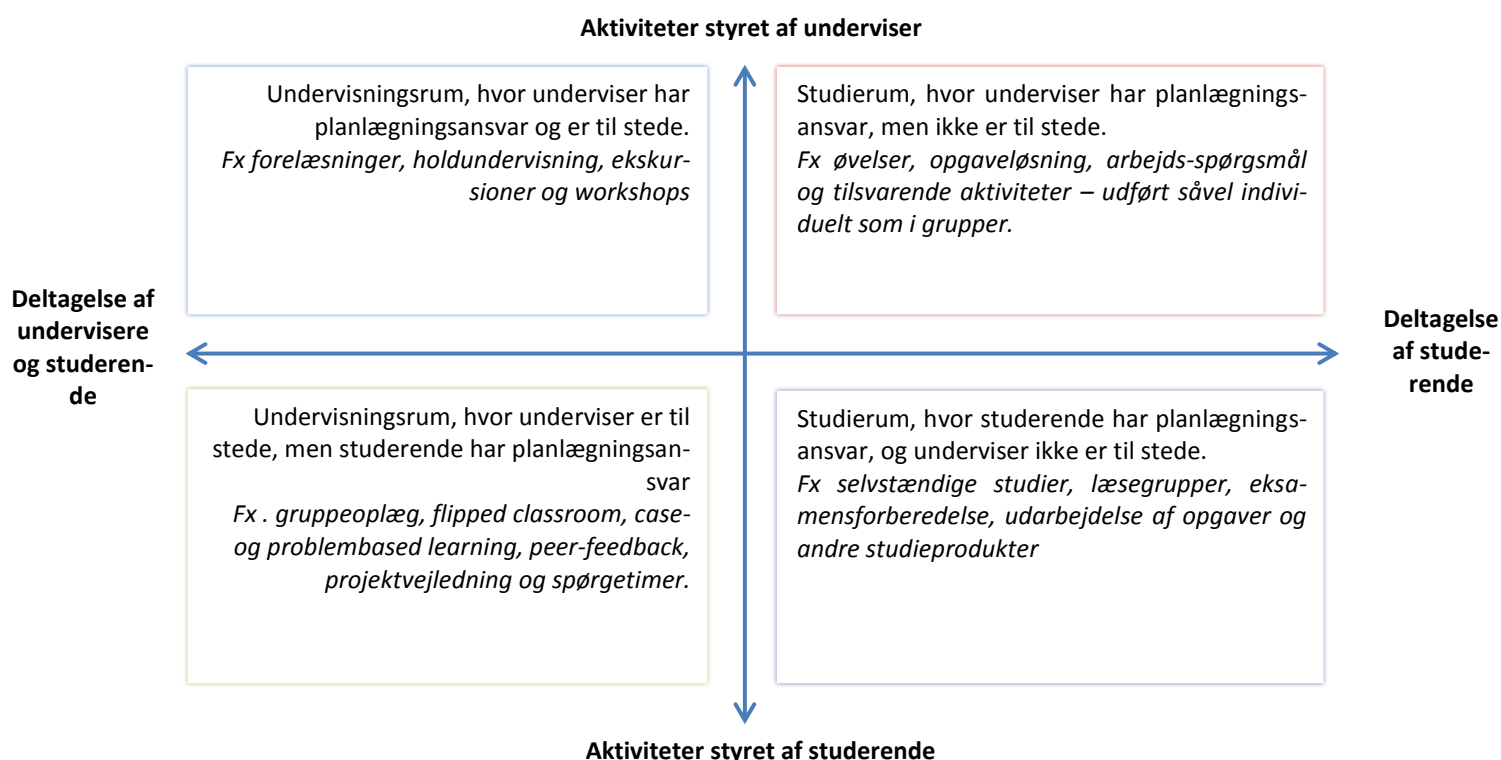 Aktiviteter styret af underviser
Undervisningsrum, hvor underviser har
planlægningsansvar og er til stede.
Fx forelæsninger, holdundervisning, ekskur-
sioner og workshops
Studierum, hvor underviser har planlægnings-
ansvar, men ikke er til stede.
Fx øvelser, opgaveløsning, arbejds-spørgsmål
og tilsvarende aktiviteter – udført såvel indivi-
duelt som i grupper.
Deltagelse af
undervisere
og studeren-
de
Deltagelse
af stude-
rende
Undervisningsrum, hvor underviser er til
stede, men studerende har planlægningsan-
svar
Fx . gruppeoplæg, flipped classroom, case-
og problembased learning, peer-feedback,
projektvejledning og spørgetimer.
Studierum, hvor studerende har planlægnings-
ansvar, og underviser ikke er til stede.
Fx selvstændige studier, læsegrupper, eksa-
mensforberedelse, udarbejdelse af opgaver og
andre studieprodukter
Aktiviteter styret af studerende